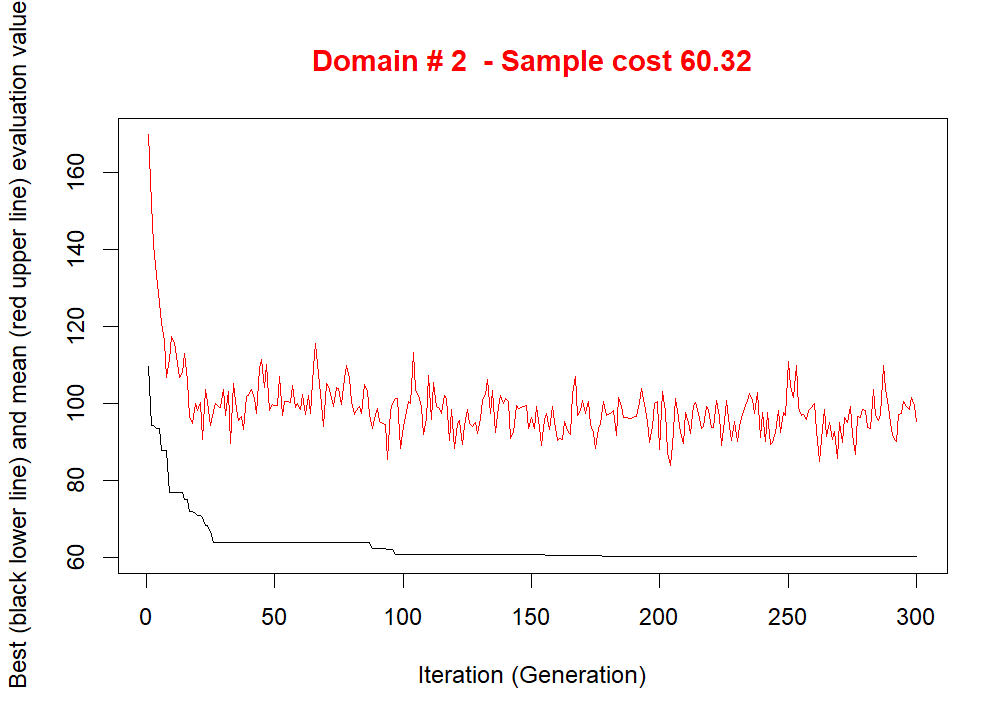 Domain # 2  - Sample cost 60.32
Best (black lower line) and mean (red upper line) evaluation value
160
140
120
100
80
60
0 50 100 150 200 250 300
Iteration (Generation)